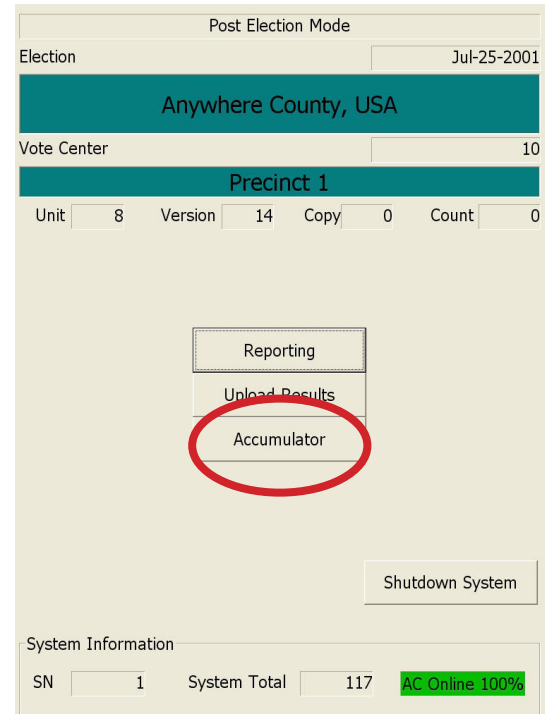 Post Election Mode
Election Jul-25-2001
Anywhere County, USA
Vote Center 10
Precinct 1
Unit 8 Version 14 Copy 0 Count 0
Reporting
Upload Results
Accumulator
Shutdown System
System Information
SN 1 System Total 117 AC Online 100%